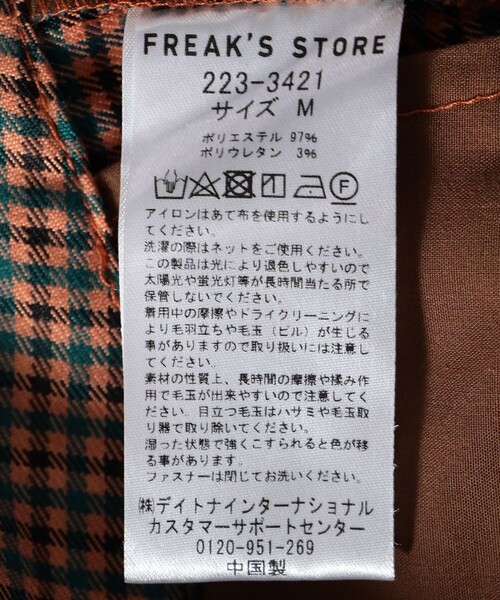 FREAK'S STORE
223-3421
サイズ M
ポリエステル 97%
ポリウレタン 3%
F
アイロンはあて布を使用するようにし
てください。
洗濯の際はネットをご使用ください。
この製品は光により退色しやすいので
太陽光や蛍光灯等が長時間当たる所で
保管しないでください。
着用中の摩擦やドライクリーニングに
より毛羽立ちや毛玉（ピル）が生じる
事がありますので取り扱いには注意し
てください。
素材の性質上、長時間の摩擦や揉み作
用で毛玉が出来やすいので注意してく
ださい。目立つ毛玉はハサミや毛玉取
り器で取り除いてください。
湿った状態で強くこすられると色が移
る事があります。
ファスナーは閉じてお洗いください。
㈱デイトナインターナショナル
カスタマーサポートセンター
0120-951-269
中国製